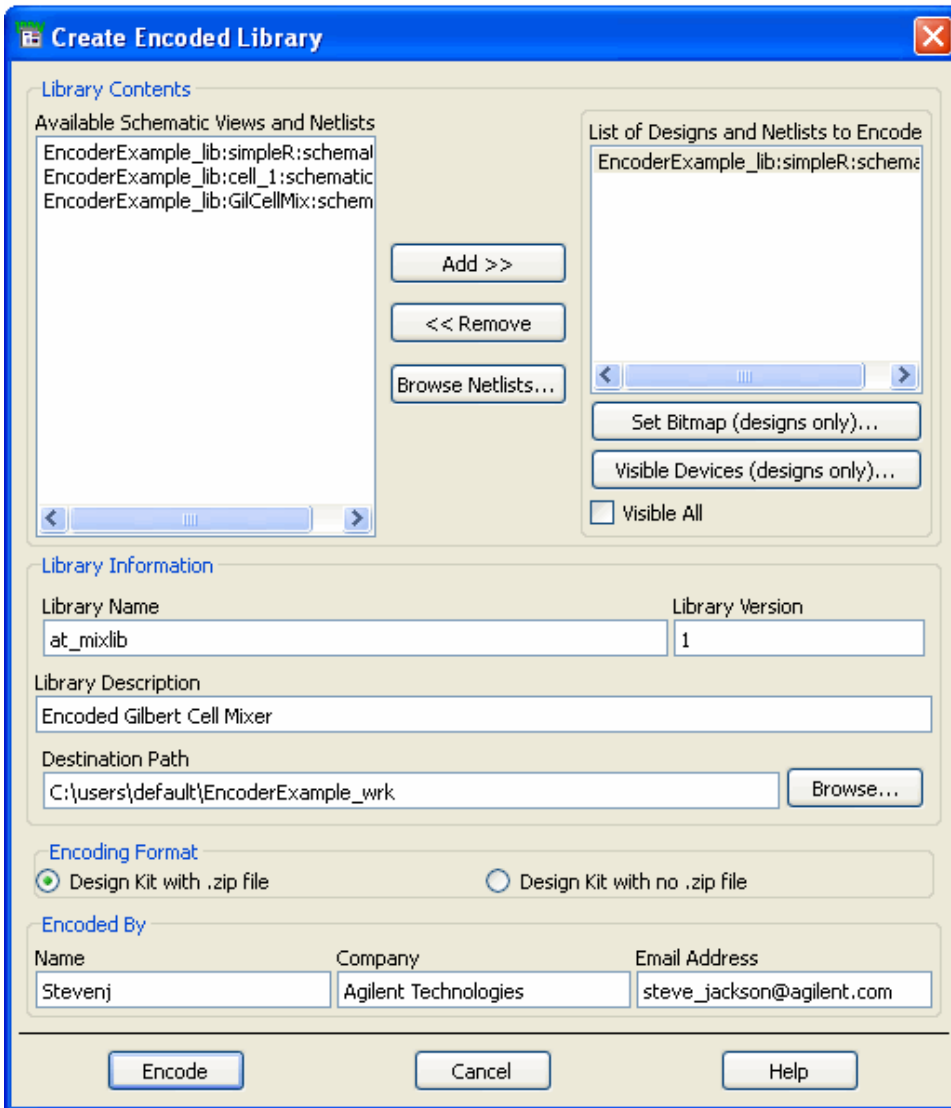 Create Encoded Library
Library Contents
Available Schematic Views and Netlists
EncoderExample_lib:simpleR:schemat
EncoderExample_lib:cell_1:schematic
EncoderExample_lib:GilCellMix:schem
Add >>
<< Remove
Browse Netlists...
List of Designs and Netlists to Encode
EncoderExample_lib:simpleR:schema
Set Bitmap (designs only)...
Visible Devices (designs only)...
Visible All
Library Information
Library Name
Library Version
at_mixlib
1
Library Description
Encoded Gilbert Cell Mixer
Destination Path
C:\users\default\EncoderExample_wrk
Browse...
Encoding Format
Design Kit with .zip file
Design Kit with no .zip file
Encoded By
Name
Company
Email Address
Stevenj
Agilent Technologies
steve_jackson@agilent.com
Encode
Cancel
Help